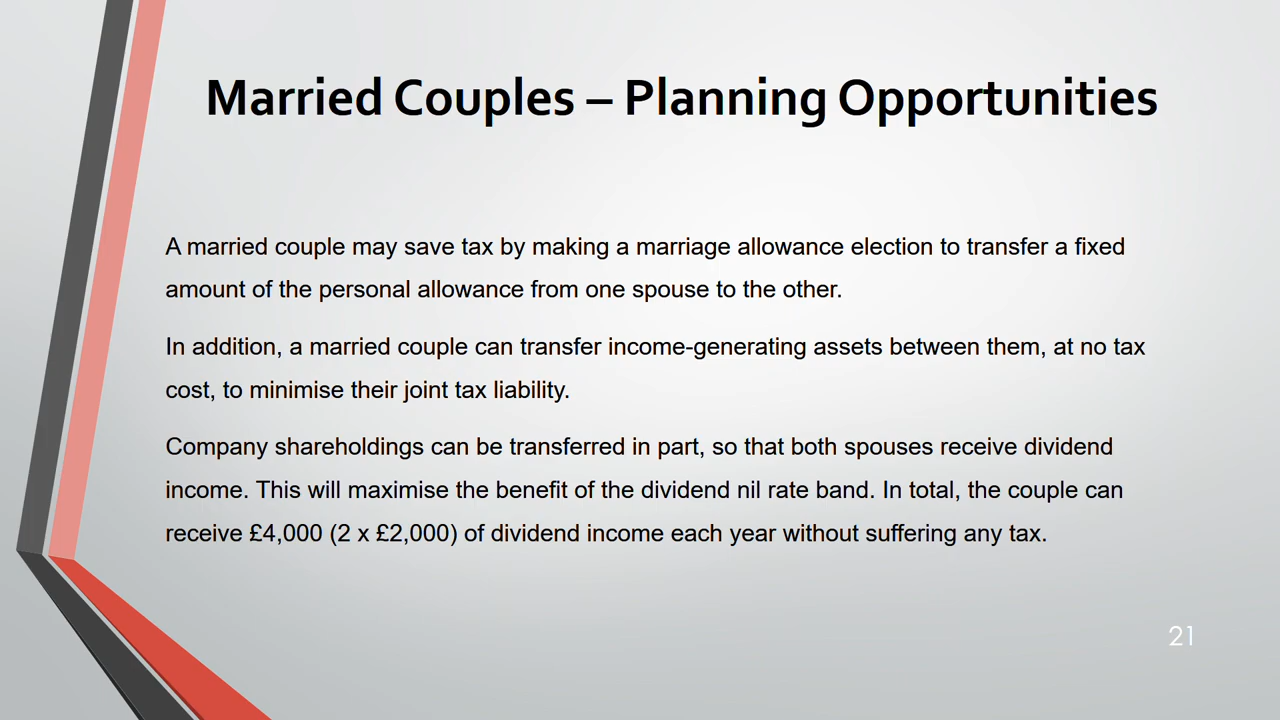 Married Couples – Planning Opportunities
A married couple may save tax by making a marriage allowance election to transfer a fixed
amount of the personal allowance from one spouse to the other.
In addition, a married couple can transfer income-generating assets between them, at no tax
cost, to minimise their joint tax liability.
Company shareholdings can be transferred in part, so that both spouses receive dividend
income. This will maximise the benefit of the dividend nil rate band. In total, the couple can
receive £4,000 (2 x £2,000) of dividend income each year without suffering any tax.
21